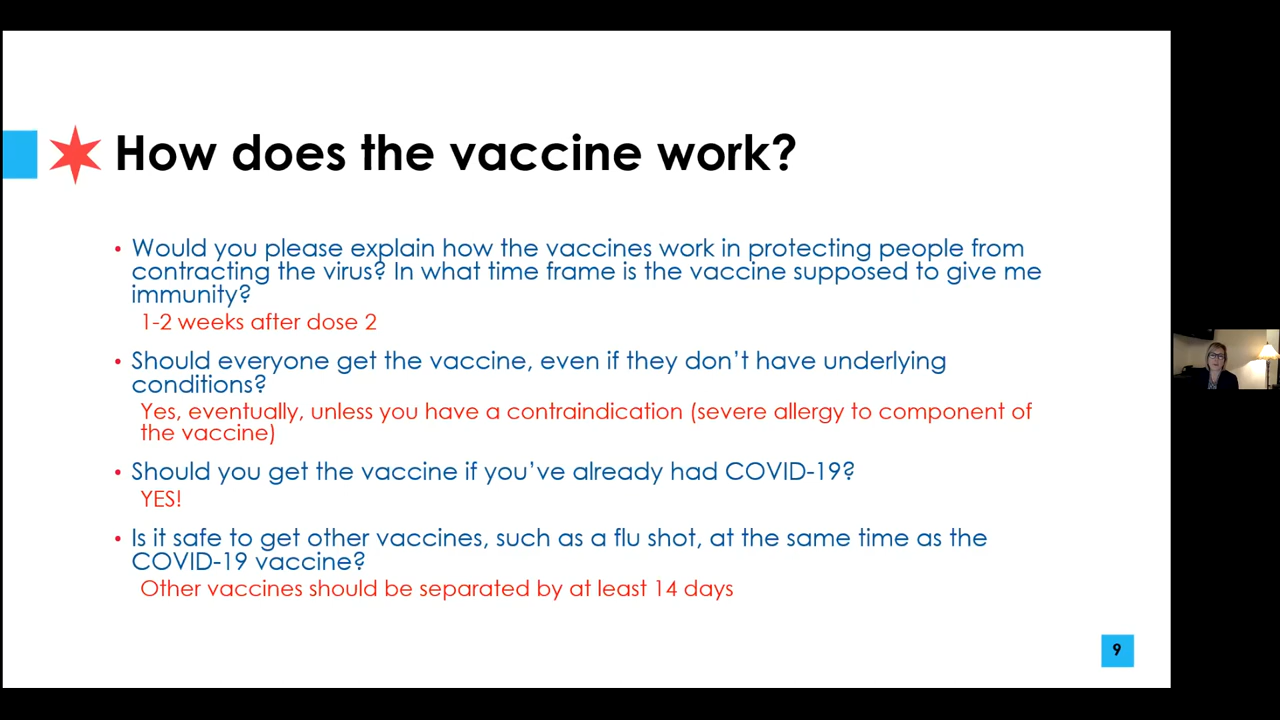 How does the vaccine work?
• Would you please explain how the vaccines work in protecting people from
contracting the virus? In what time frame is the vaccine supposed to give me
immunity?
1-2 weeks after dose 2
• Should everyone get the vaccine, even if they don’t have underlying
conditions?
Yes, eventually, unless you have a contraindication (severe allergy to component of
the vaccine)
• Should you get the vaccine if you’ve already had COVID-19?
YES!
• Is it safe to get other vaccines, such as a flu shot, at the same time as the
COVID-19 vaccine?
Other vaccines should be separated by at least 14 days
9